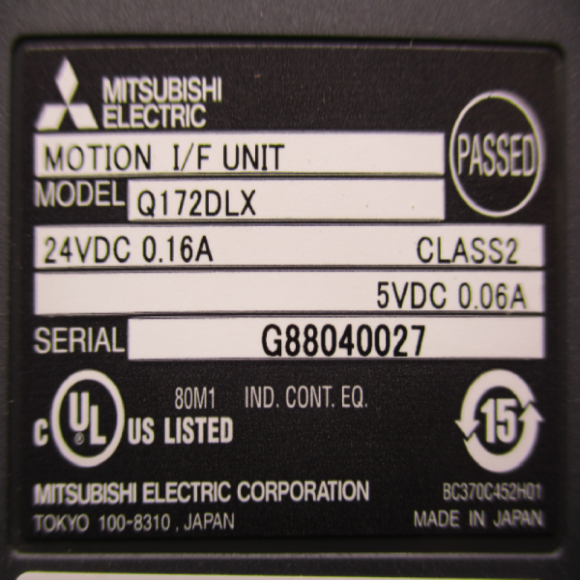 MITSUBISHI
ELECTRIC
PASSED
MOTION I/F UNIT
MODEL Q172DLX
24VDC 0.16A CLASS2
5VDC 0.06A
SERIAL G88040027
80M1 IND. CONT. EQ.
C UL US LISTED
15
MITSUBISHI ELECTRIC CORPORATION BC370C452H01
TOKYO 100-8310, JAPAN MADE IN JAPAN